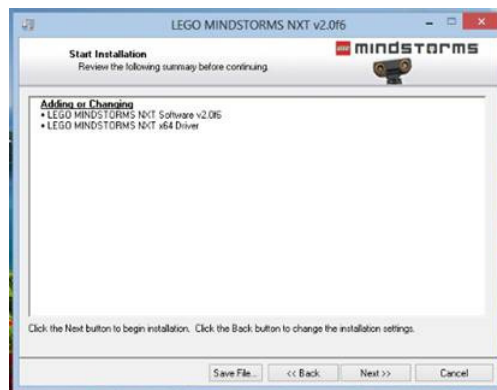 LEGO MINDSTORMS NXT v2.0f6
Start Installation
Review the following summary before continuing.
LEGO mindstorms
Adding or Changing
• LEGO MINDSTORMS NXT Software v2.0f6
• LEGO MINDSTORMS NXT x64 Driver
Click the Next button to begin installation. Click the Back button to change the installation settings.
Save File...
<< Back
Next >>
Cancel